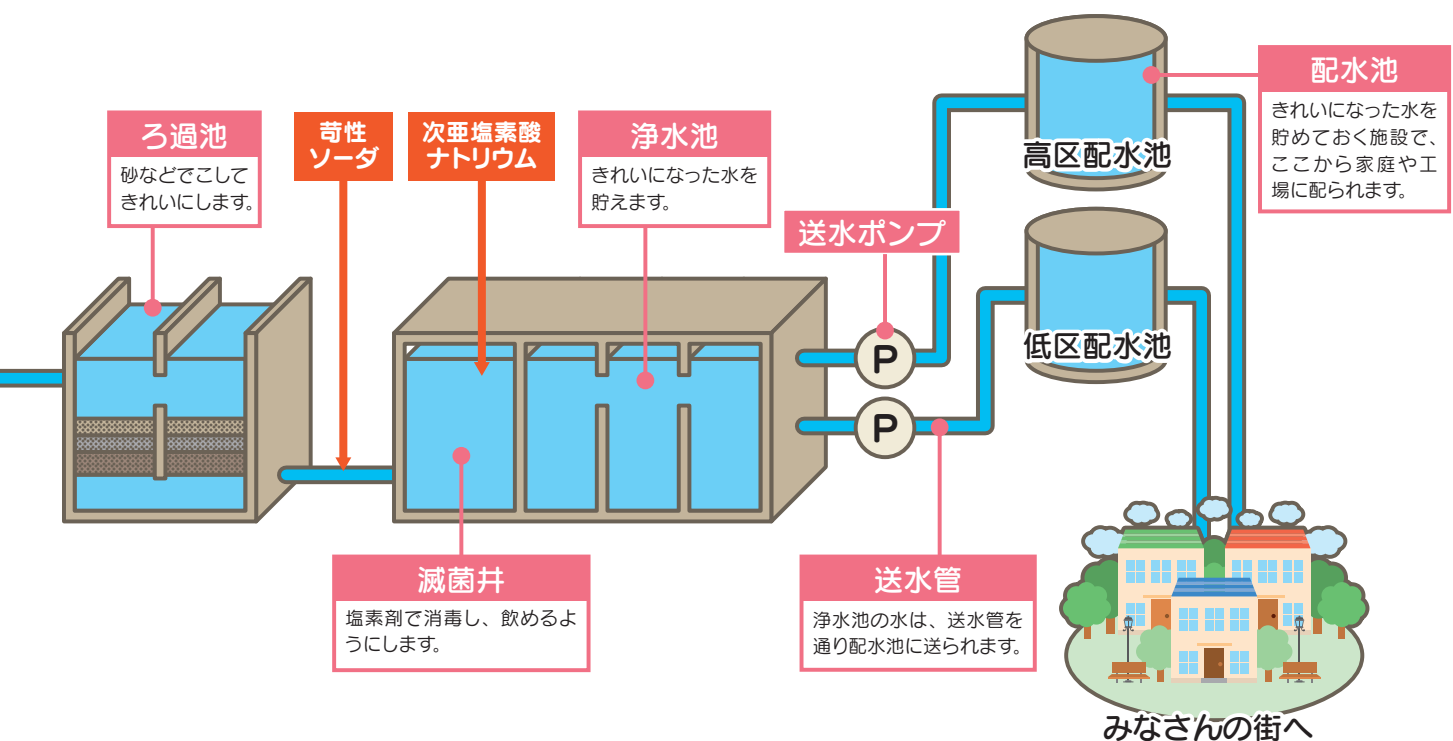 ろ過池
砂などでこして
きれいにします。
苛性
ソーダ
次亜塩素酸
ナトリウム
浄水池
きれいになった水を
貯えます。
送水ポンプ
P
P
高区配水池
低区配水池
配水池
きれいになった水を
貯めておく施設で、
ここから家庭や工
場に配られます。
滅菌井
塩素剤で消毒し、飲めるよ
うにします。
送水管
浄水池の水は、送水管を
通り配水池に送られます。
みなさんの街へ